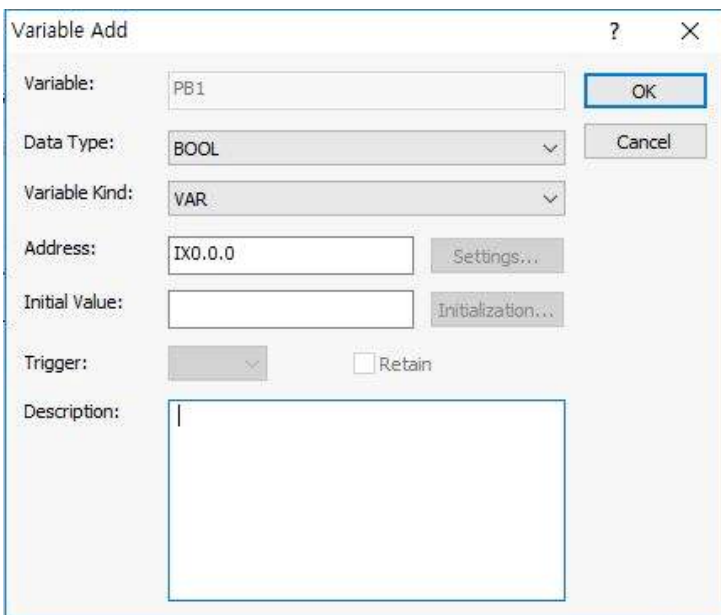 Variable Add ? X
Variable: PB1 OK
Data Type: BOOL Cancel
Variable Kind: VAR
Address: IX0.0.0 Settings...
Initial Value: Initialization...
Trigger: Retain
Description: